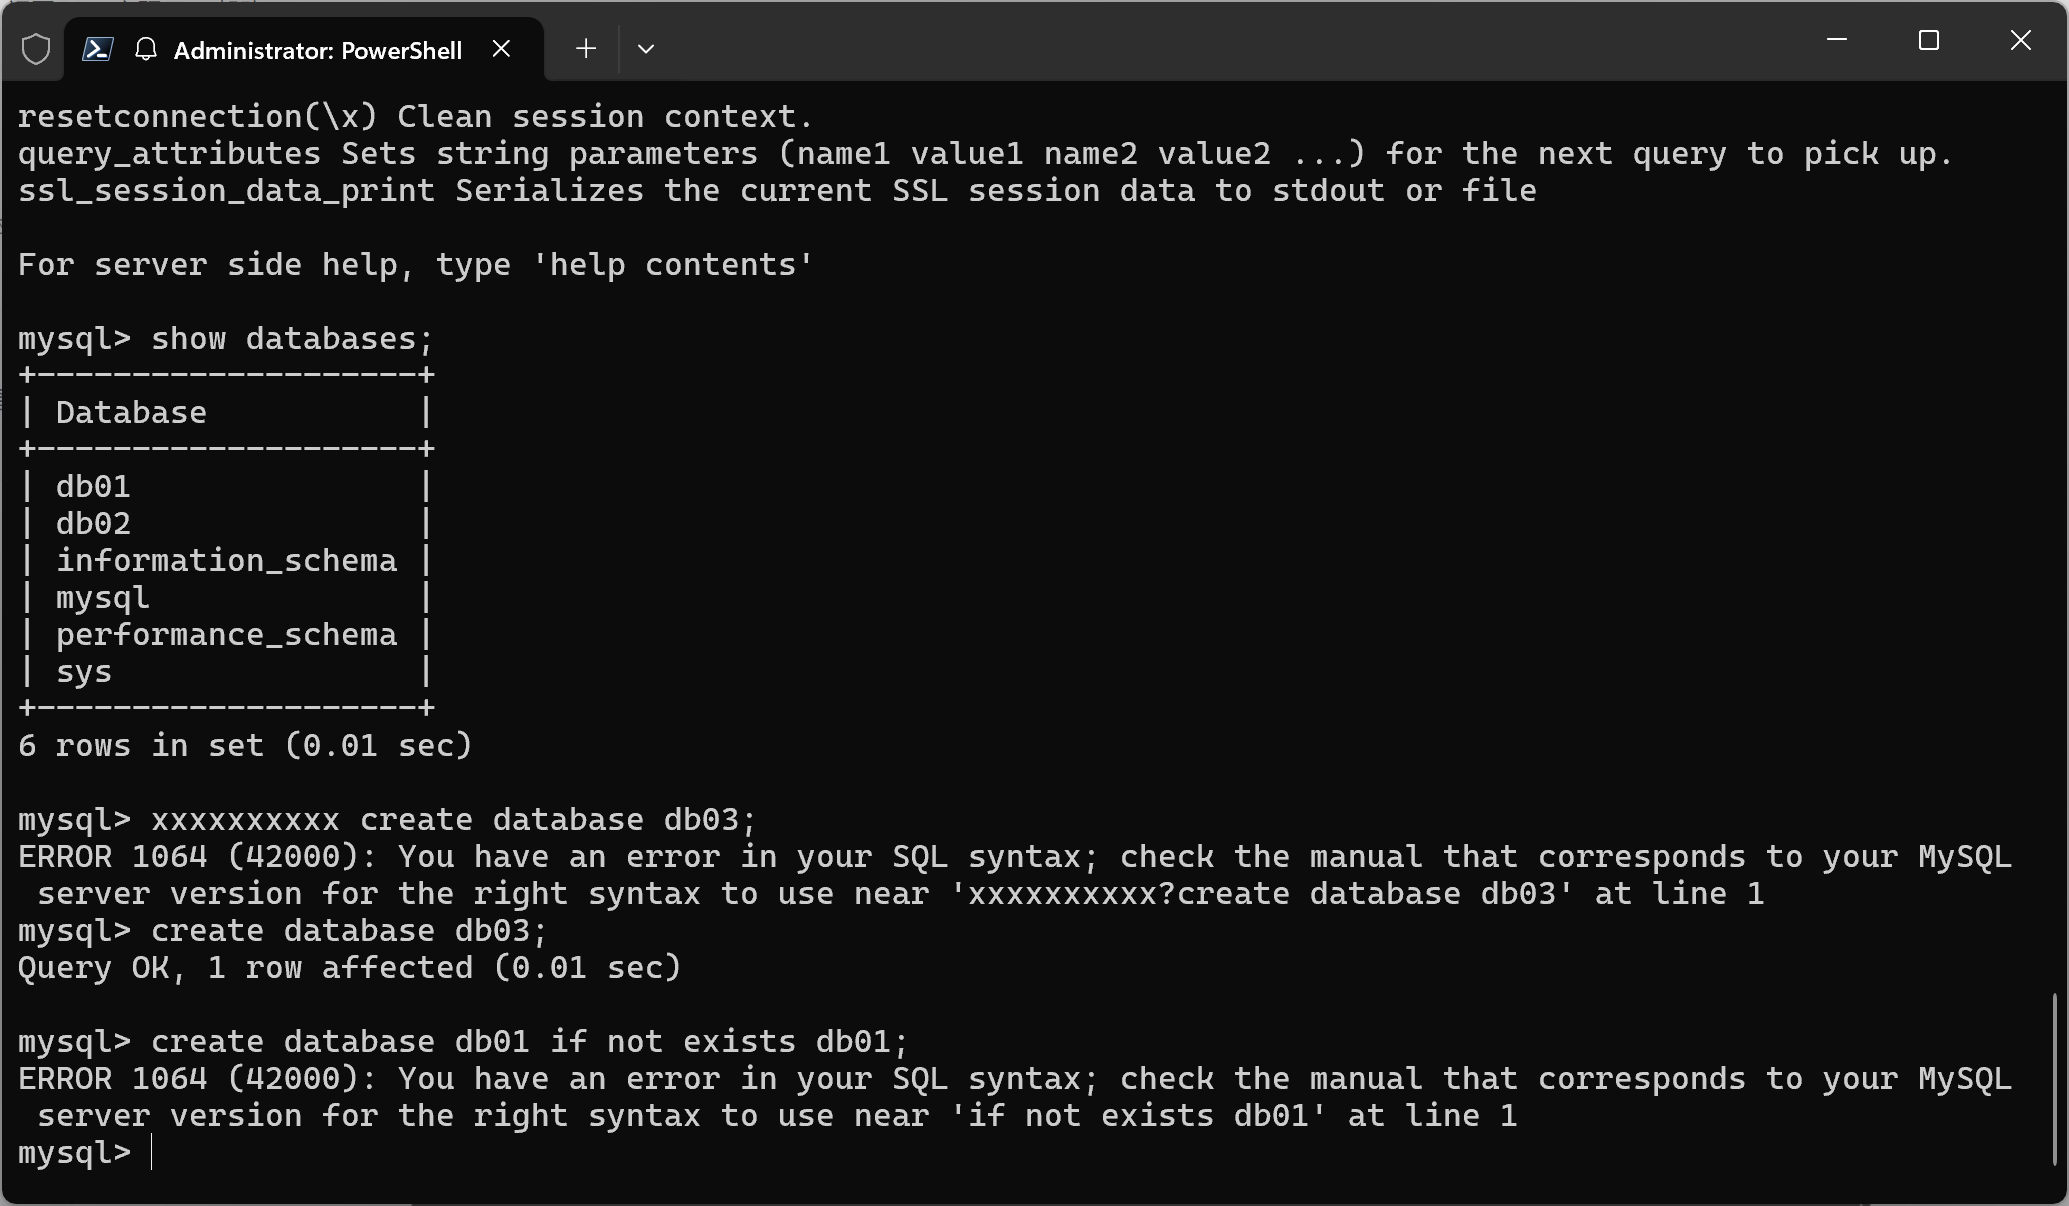 Administrator: PowerShell
resetconnection(\x) Clean session context.
query_attributes Sets string parameters (name1 value1 name2 value2 ...) for the next query to pick up.
ssl_session_data_print Serializes the current SSL session data to stdout or file
For server side help, type 'help contents'
mysql> show databases;
+--------------------+
| Database           |
+--------------------+
| db01               |
| db02               |
| information_schema |
| mysql              |
| performance_schema |
| sys                |
+--------------------+
6 rows in set (0.01 sec)
mysql> xxxxxxxxxx create database db03;
ERROR 1064 (42000): You have an error in your SQL syntax; check the manual that corresponds to your MySQL
 server version for the right syntax to use near 'xxxxxxxxxx?create database db03' at line 1
mysql> create database db03;
Query OK, 1 row affected (0.01 sec)
mysql> create database db01 if not exists db01;
ERROR 1064 (42000): You have an error in your SQL syntax; check the manual that corresponds to your MySQL
 server version for the right syntax to use near 'if not exists db01' at line 1
mysql>